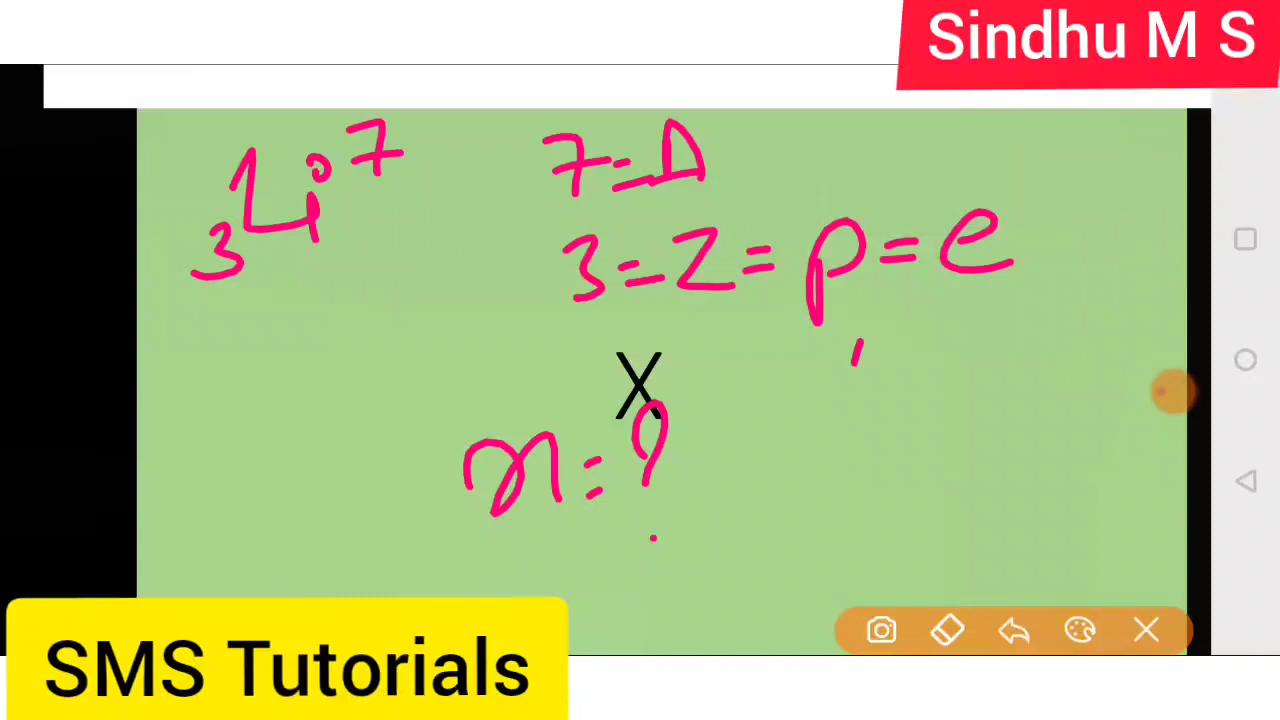 Sindhu M S
₃Li⁷ 7=A
3=Z=p=e
X
n=?
SMS Tutorials